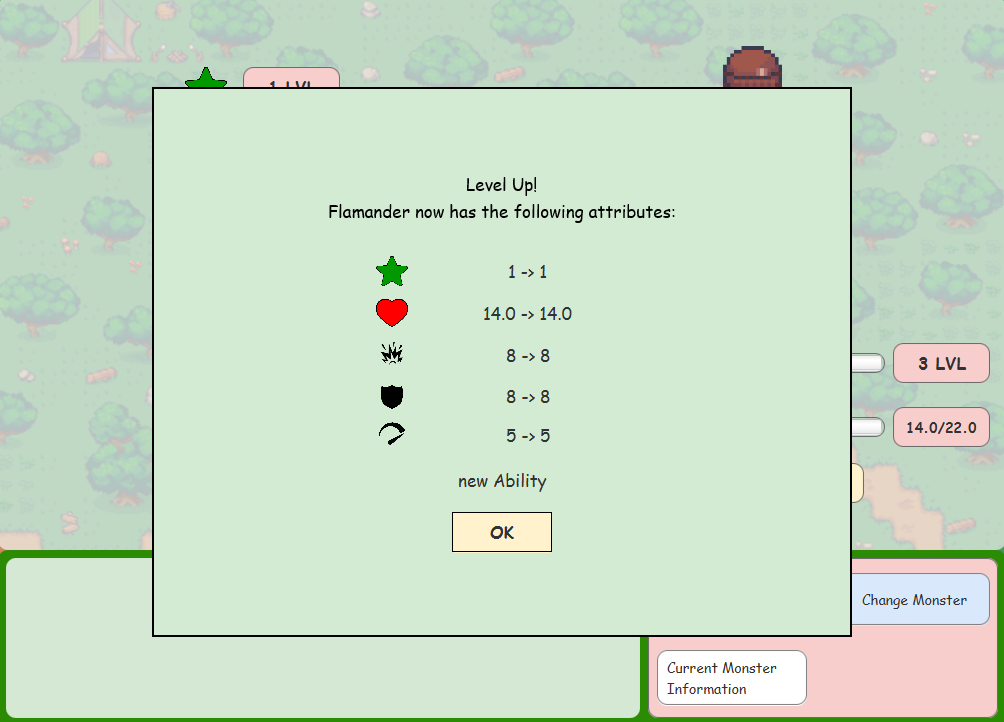 1 LVL
Level Up!
Flamander now has the following attributes:
1 -> 1
14.0 -> 14.0
8 -> 8
8 -> 8
5 -> 5
new Ability
OK
3 LVL
14.0/22.0
Change Monster
Current Monster
Information